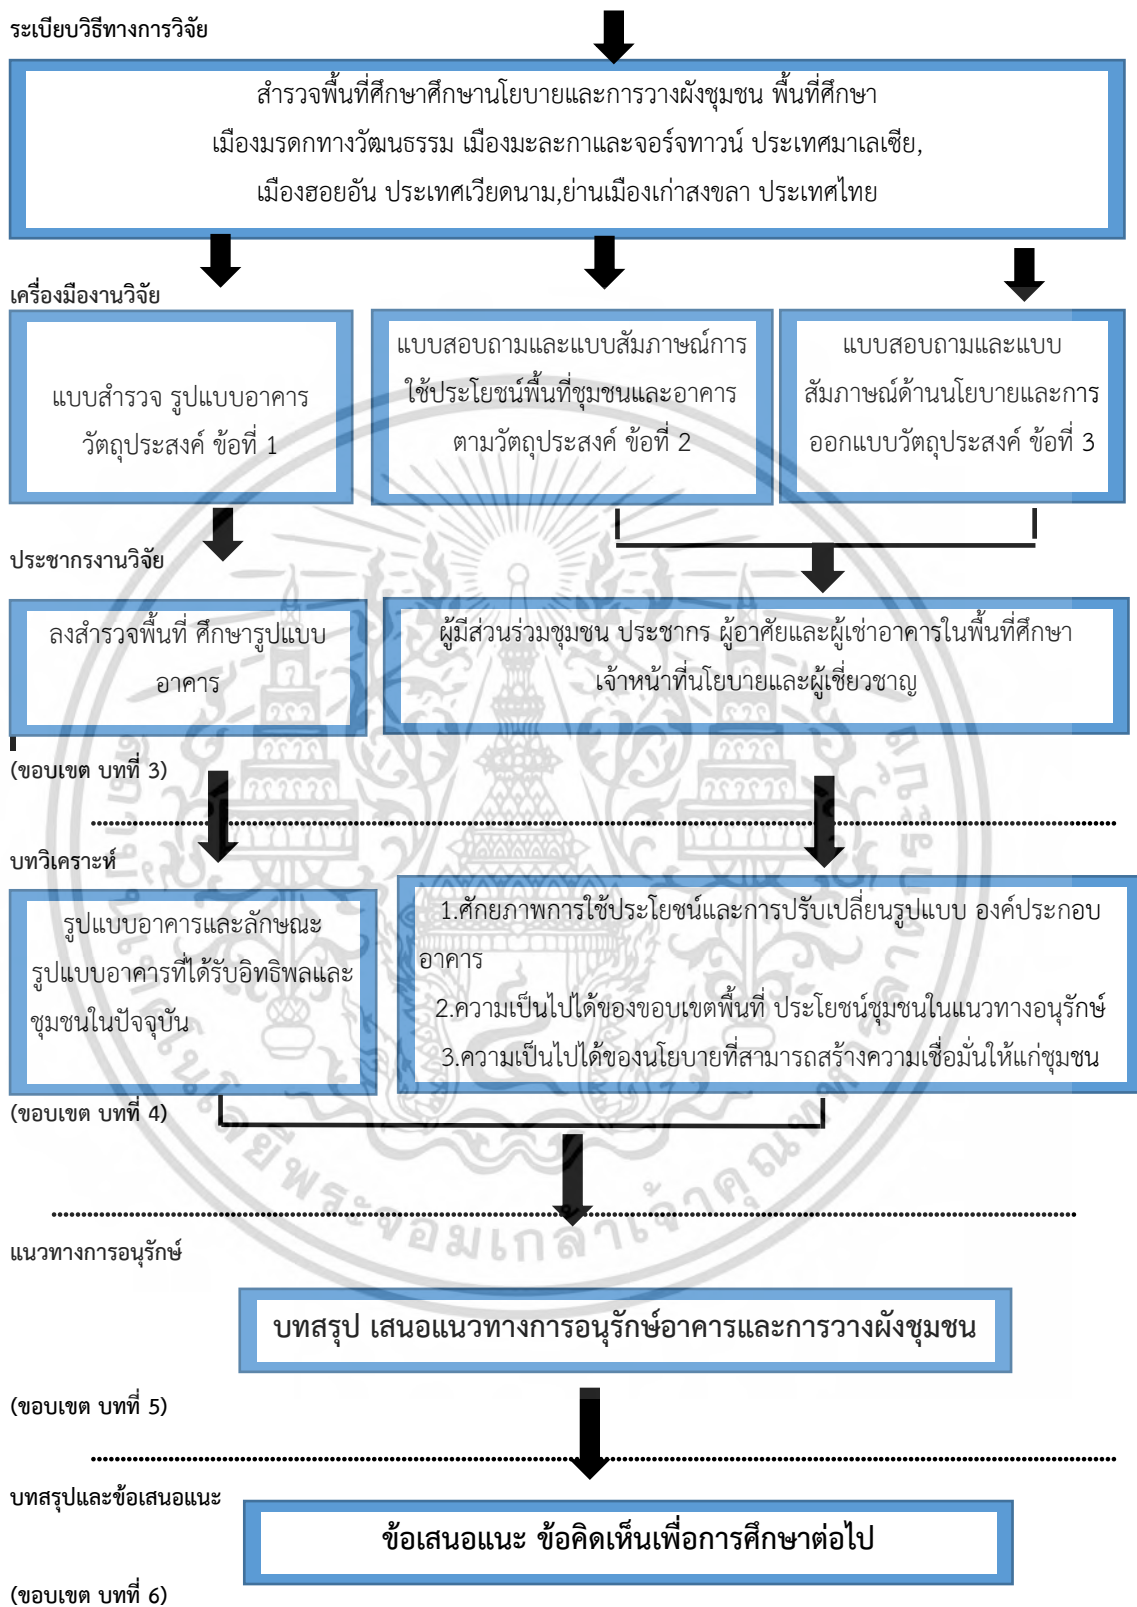 ระเบียบวิธีทางการวิจัย
สำรวจพื้นที่ศึกษาศึกษานโยบายและการวางผังชุมชน พื้นที่ศึกษา
เมืองมรดกทางวัฒนธรรม เมืองมะละกาและจอร์จทาวน์ ประเทศมาเลเซีย,
เมืองฮอยอัน ประเทศเวียดนาม,ย่านเมืองเก่าสงขลา ประเทศไทย
เครื่องมืองานวิจัย
แบบสำรวจ รูปแบบอาคาร
วัตถุประสงค์ ข้อที่ 1
แบบสอบถามและแบบสัมภาษณ์การ
ใช้ประโยชน์พื้นที่ชุมชนและอาคาร
ตามวัตถุประสงค์ ข้อที่ 2
แบบสอบถามและแบบ
สัมภาษณ์ด้านนโยบายและการ
ออกแบบวัตถุประสงค์ ข้อที่ 3
ประชากรงานวิจัย
ลงสำรวจพื้นที่ ศึกษารูปแบบ
อาคาร
ผู้มีส่วนร่วมชุมชน ประชากร ผู้อาศัยและผู้เช่าอาคารในพื้นที่ศึกษา
เจ้าหน้าที่นโยบายและผู้เชี่ยวชาญ
(ขอบเขต บทที่ 3)
บทวิเคราะห์
รูปแบบอาคารและลักษณะ
รูปแบบอาคารที่ได้รับอิทธิพลและ
ชุมชนในปัจจุบัน
1.ศักยภาพการใช้ประโยชน์และการปรับเปลี่ยนรูปแบบ องค์ประกอบ
อาคาร
2.ความเป็นไปได้ของขอบเขตพื้นที่ ประโยชน์ชุมชนในแนวทางอนุรักษ์
3.ความเป็นไปได้ของนโยบายที่สามารถสร้างความเชื่อมั่นให้แก่ชุมชน
(ขอบเขต บทที่ 4)
แนวทางการอนุรักษ์
บทสรุป เสนอแนวทางการอนุรักษ์อาคารและการวางผังชุมชน
(ขอบเขต บทที่ 5)
บทสรุปและข้อเสนอแนะ
ข้อเสนอแนะ ข้อคิดเห็นเพื่อการศึกษาต่อไป
(ขอบเขต บทที่ 6)